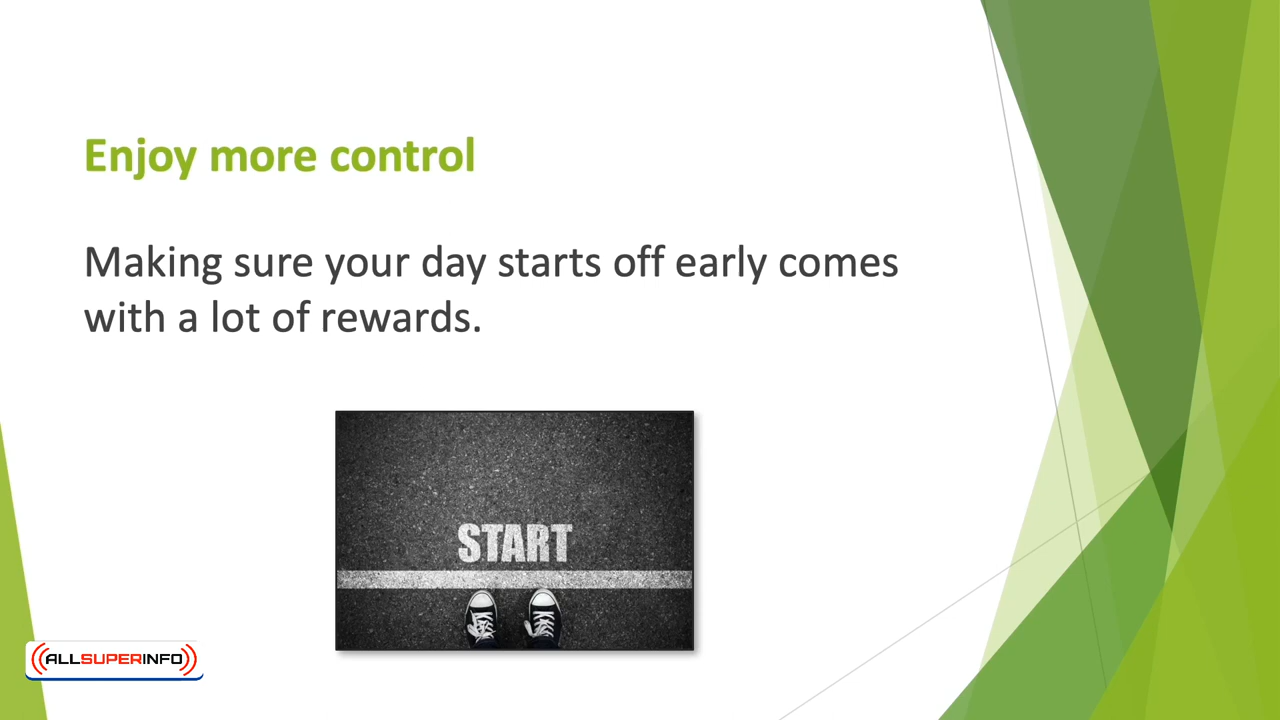 Enjoy more control
Making sure your day starts off early comes
with a lot of rewards.
START
ALLSUPERINFO